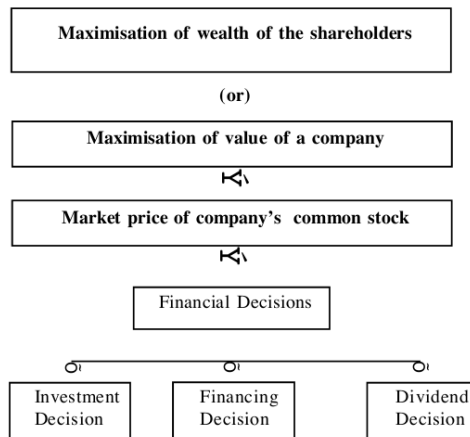 Maximisation of wealth of the shareholders
(or)
Maximisation of value of a company
Market price of company's common stock
Financial Decisions
Investment Decision
Financing Decision
Dividend Decision